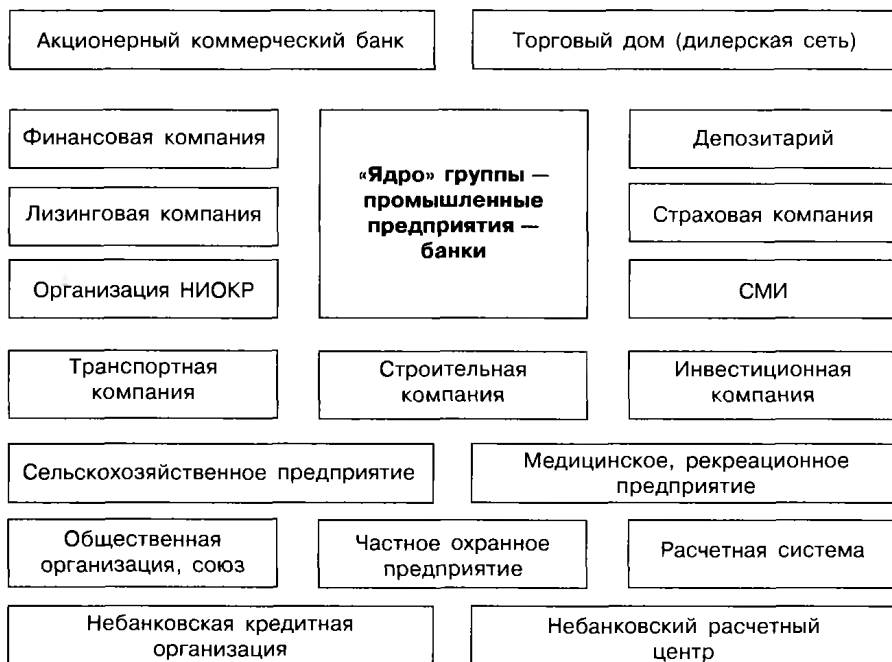 Акционерный коммерческий банк
Торговый дом (дилерская сеть)
Финансовая компания
«Ядро» группы —
промышленные
предприятия —
банки
Депозитарий
Лизинговая компания
Страховая компания
Организация НИОКР
СМИ
Транспортная
компания
Строительная
компания
Инвестиционная
компания
Сельскохозяйственное предприятие
Медицинское, рекреационное
предприятие
Общественная
организация, союз
Частное охранное
предприятие
Расчетная система
Небанковская кредитная
организация
Небанковский расчетный
центр